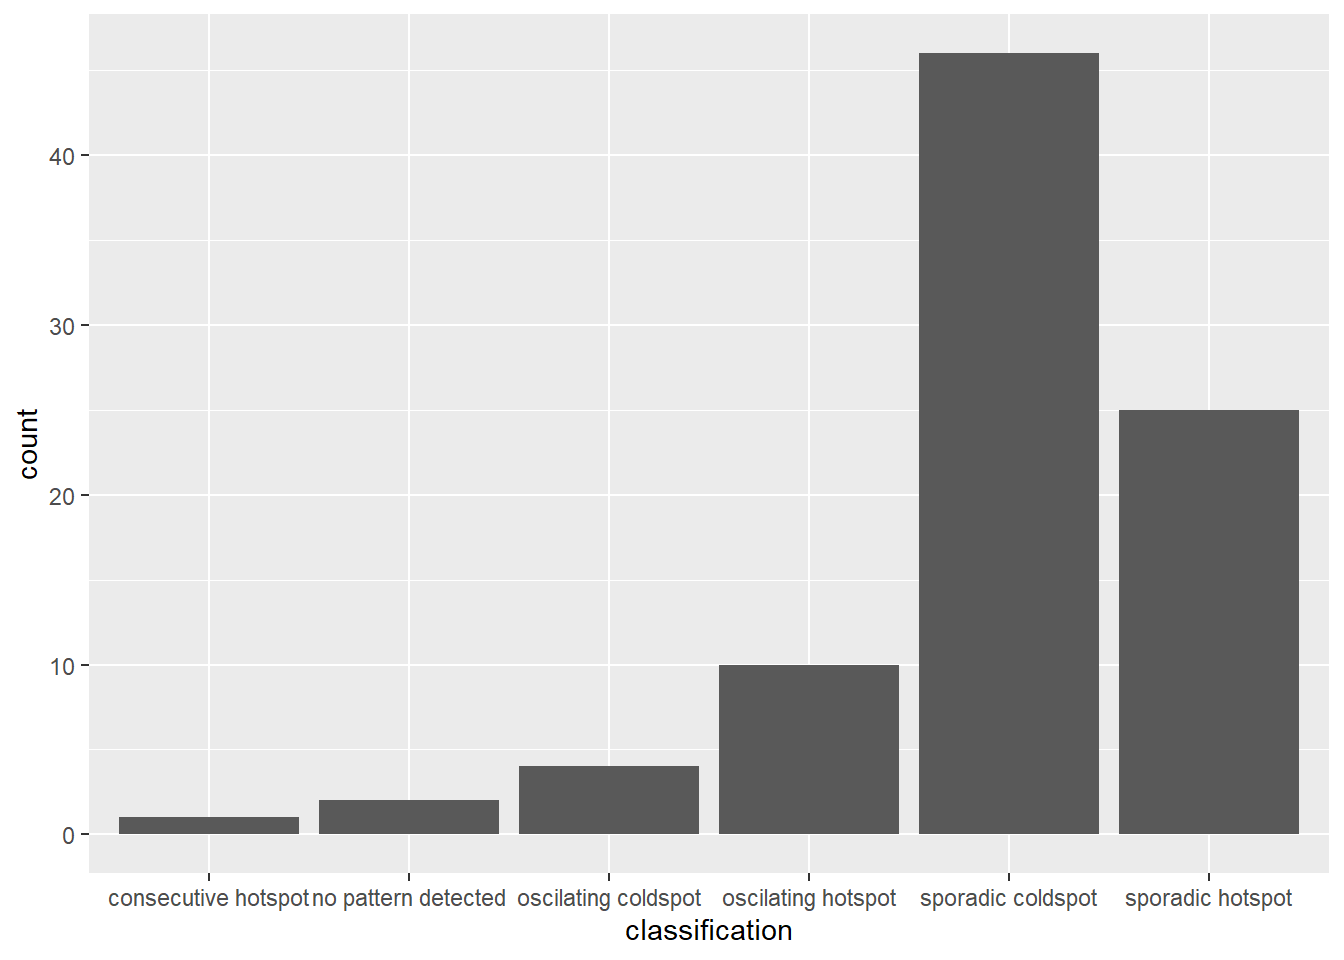 count
40
30
20
10
0
consecutive hotspot no pattern detected oscilating coldspot oscilating hotspot sporadic coldspot sporadic hotspot
classification